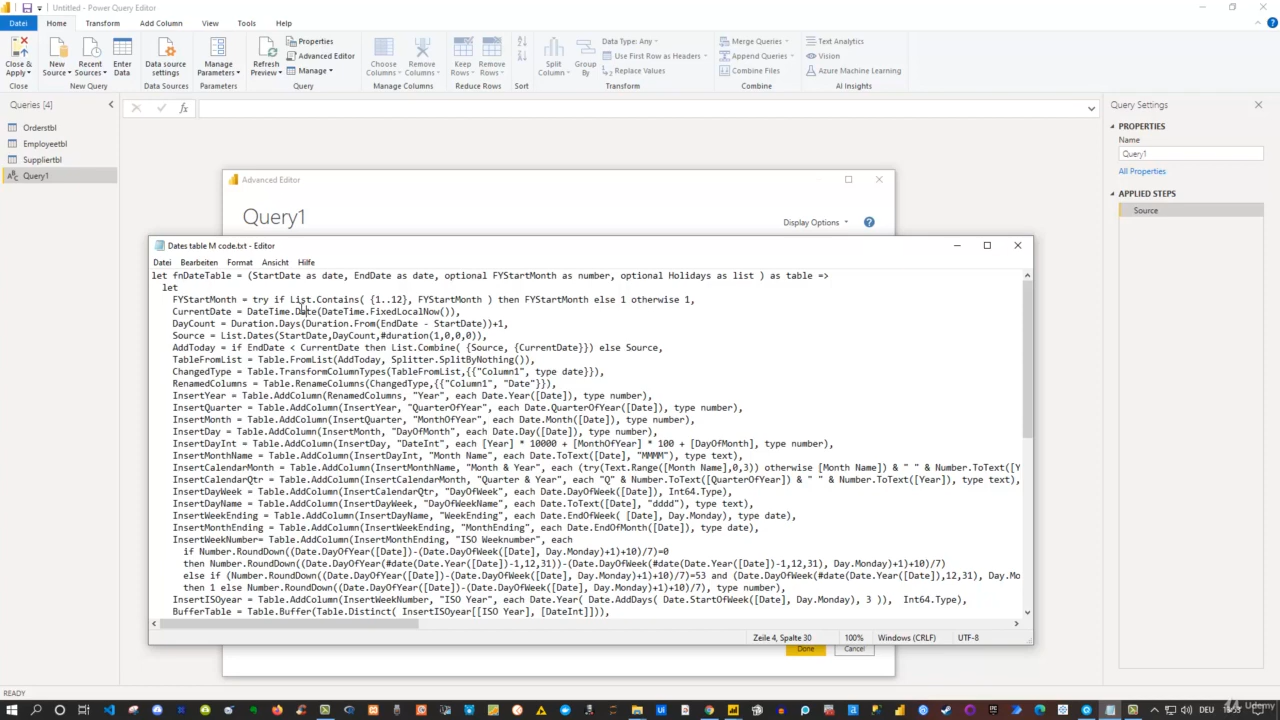 Untitled - Power Query Editor
Datei Home Transform Add Column View Tools Help
Close & Apply New Source Recent Sources Enter Data Data source settings Manage Parameters Refresh Preview Properties Advanced Editor Manage Choose Columns Remove Columns Keep Rows Remove Rows Split Column Group By Data Type: Any Use First Row as Headers Replace Values Merge Queries Append Queries Combine Files Text Analytics Vision Azure Machine Learning
Close New Query Data Sources Parameters Query Manage Columns Reduce Rows Sort Transform Combine AI Insights
Queries [4]
fx
Query Settings
Orderstbl
Employeetbl
Suppliertbl
Query1
PROPERTIES
Name
Query1
All Properties
APPLIED STEPS
Source
Advanced Editor
Query1
Display Options
Dates table M code.txt - Editor
Datei Bearbeiten Format Ansicht Hilfe
let fnDateTable = (StartDate as date, EndDate as date, optional FYStartMonth as number, optional Holidays as list ) as table =>
let
FYStartMonth = try if List.Contains( {1..12}, FYStartMonth ) then FYStartMonth else 1 otherwise 1,
CurrentDate = DateTime.Date(DateTime.FixedLocalNow()),
DayCount = Duration.Days(Duration.From(EndDate - StartDate))+1,
Source = List.Dates(StartDate,DayCount,#duration(1,0,0,0)),
AddToday = if EndDate < CurrentDate then List.Combine( {Source, {CurrentDate}}) else Source,
TableFromList = Table.FromList(AddToday, Splitter.SplitByNothing()),
ChangedType = Table.TransformColumnTypes(TableFromList,{{"Column1", type date}}),
RenamedColumns = Table.RenameColumns(ChangedType,{{"Column1", "Date"}}),
InsertYear = Table.AddColumn(RenamedColumns, "Year", each Date.Year([Date]), type number),
InsertQuarter = Table.AddColumn(InsertYear, "QuarterOfYear", each Date.QuarterOfYear([Date]), type number),
InsertMonth = Table.AddColumn(InsertQuarter, "MonthOfYear", each Date.Month([Date]), type number),
InsertDay = Table.AddColumn(InsertMonth, "DayOfMonth", each Date.Day([Date]), type number),
InsertDayInt = Table.AddColumn(InsertDay, "DateInt", each [Year] * 10000 + [MonthOfYear] * 100 + [DayOfMonth], type number),
InsertMonthName = Table.AddColumn(InsertDayInt, "Month Name", each Date.ToText([Date], "MMMM"), type text),
InsertCalendarMonth = Table.AddColumn(InsertMonthName, "Month & Year", each (try(Text.Range([Month Name],0,3)) otherwise [Month Name]) & " " & Number.ToText([Y
InsertCalendarQtr = Table.AddColumn(InsertCalendarMonth, "Quarter & Year", each "Q" & Number.ToText([QuarterOfYear]) & " " & Number.ToText([Year]), type text),
InsertDayWeek = Table.AddColumn(InsertCalendarQtr, "DayOfWeek", each Date.DayOfWeek([Date]), Int64.Type),
InsertDayName = Table.AddColumn(InsertDayWeek, "DayOfWeekName", each Date.ToText([Date], "dddd"), type text),
InsertWeekEnding = Table.AddColumn(InsertDayName, "WeekEnding", each Date.EndOfWeek( [Date], Day.Monday), type date),
InsertMonthEnding = Table.AddColumn(InsertWeekEnding, "MonthEnding", each Date.EndOfMonth([Date]), type date),
InsertWeekNumber= Table.AddColumn(InsertMonthEnding, "ISO Weeknumber", each
if Number.RoundDown((Date.DayOfYear([Date])-(Date.DayOfWeek([Date], Day.Monday)+1)+10)/7)=0
then Number.RoundDown((Date.DayOfYear(#date(Date.Year([Date])-1,12,31))-(Date.DayOfWeek(#date(Date.Year([Date])-1,12,31), Day.Monday)+1)+10)/7)
else if (Number.RoundDown((Date.DayOfYear([Date])-(Date.DayOfWeek([Date], Day.Monday)+1)+10)/7)=53 and (Date.DayOfWeek(#date(Date.Year([Date]),12,31), Day.Mo
then 1 else Number.RoundDown((Date.DayOfYear([Date])-(Date.DayOfWeek([Date], Day.Monday)+1)+10)/7), type number),
InsertISOyear = Table.AddColumn(InsertWeekNumber, "ISO Year", each Date.Year( Date.AddDays( Date.StartOfWeek([Date], Day.Monday), 3 )), Int64.Type),
BufferTable = Table.Buffer(Table.Distinct( InsertISOyear[[ISO Year], [DateInt]])),
Zeile 4, Spalte 30 100% Windows (CRLF) UTF-8
Done Cancel
READY
DEU
Udemy